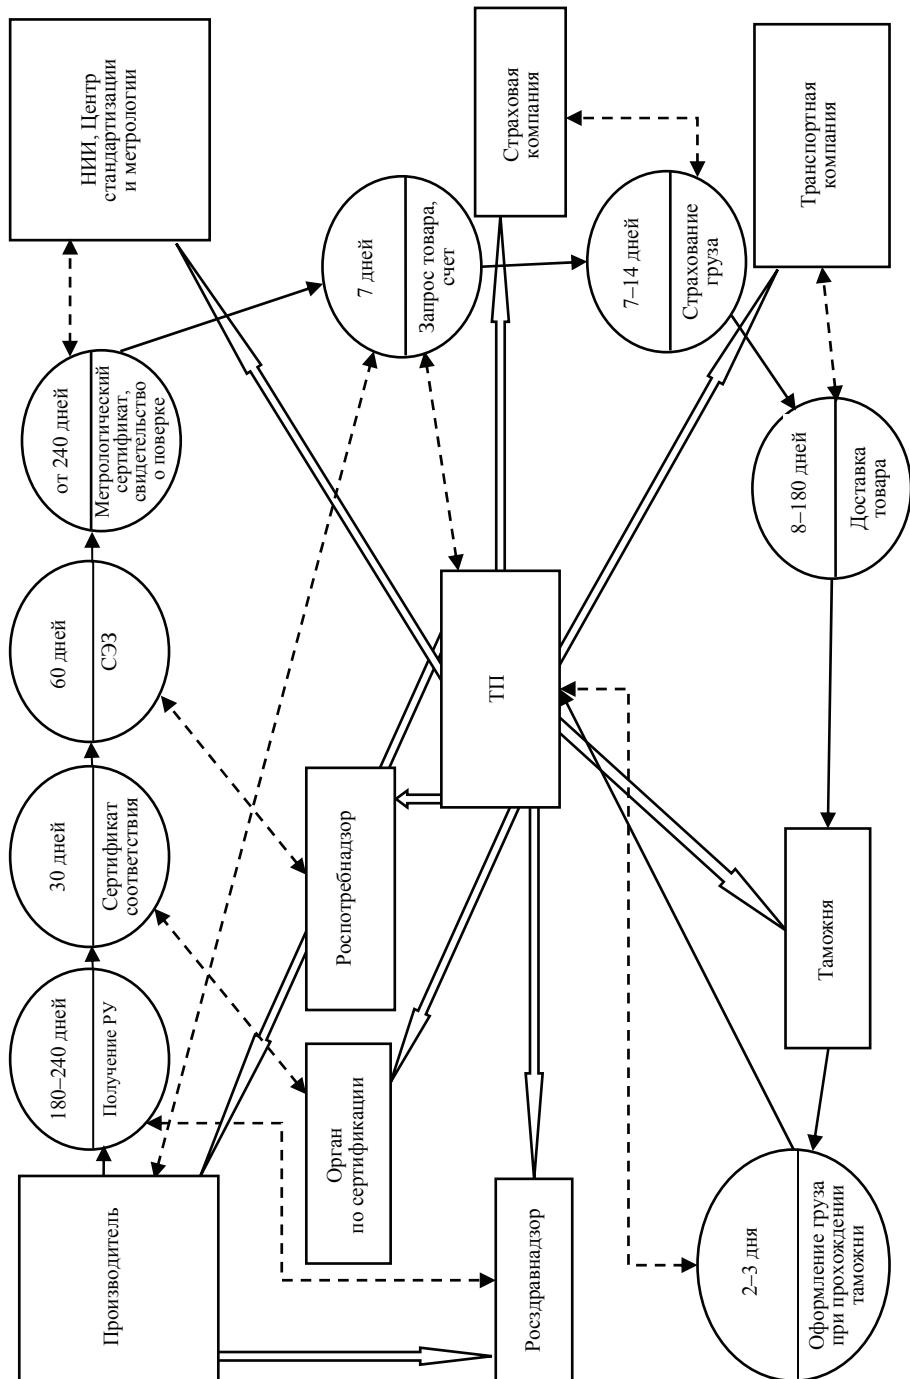 Производитель
180–240 дней
Получение РУ
30 дней
Сертификат
соответствия
60 дней
СЭЗ
от 240 дней
Метрологический
сертификат,
свидетельство
о поверке
НИИ, Центр
стандартизации
и метрологии
Орган
по сертификации
Роспотребнадзор
7 дней
Запрос товара,
счет
Росздравнадзор
ТП
Страховая
компания
7–14 дней
Страхование
груза
2–3 дня
Оформление груза
при прохождении
таможни
Таможня
8–180 дней
Доставка
товара
Транспортная
компания